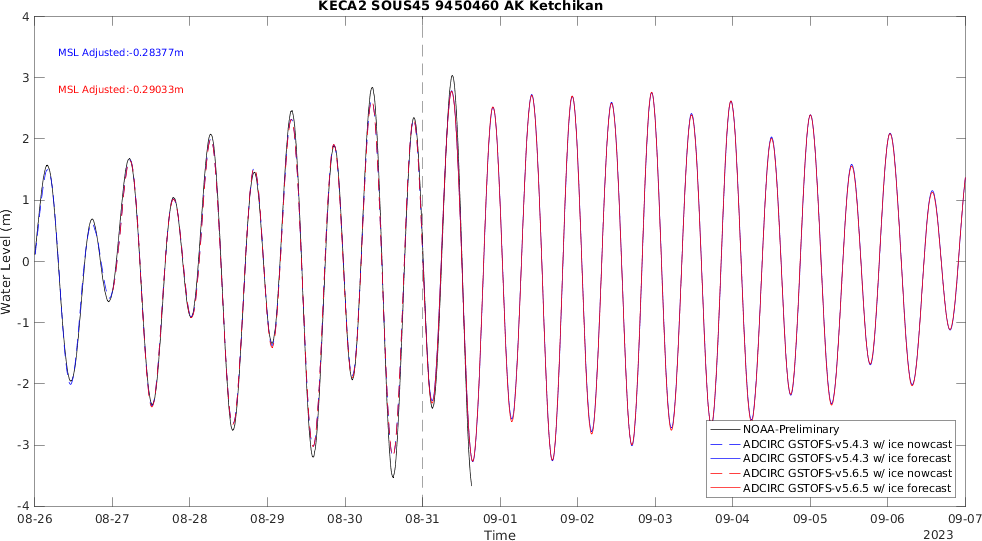 KECA2 SOUS45 9450460 AK Ketchikan
MSL Adjusted:-0.28377m
MSL Adjusted:-0.29033m
Water Level (m)
4
3
2
1
0
-1
-2
-3
-4
NOAA-Preliminary
ADCIRC GSTOFS-v5.4.3 w/ ice nowcast
ADCIRC GSTOFS-v5.4.3 w/ ice forecast
ADCIRC GSTOFS-v5.6.5 w/ ice nowcast
ADCIRC GSTOFS-v5.6.5 w/ ice forecast
08-26 08-27 08-28 08-29 08-30 08-31 09-01 09-02 09-03 09-04 09-05 09-06 09-07
Time
2023